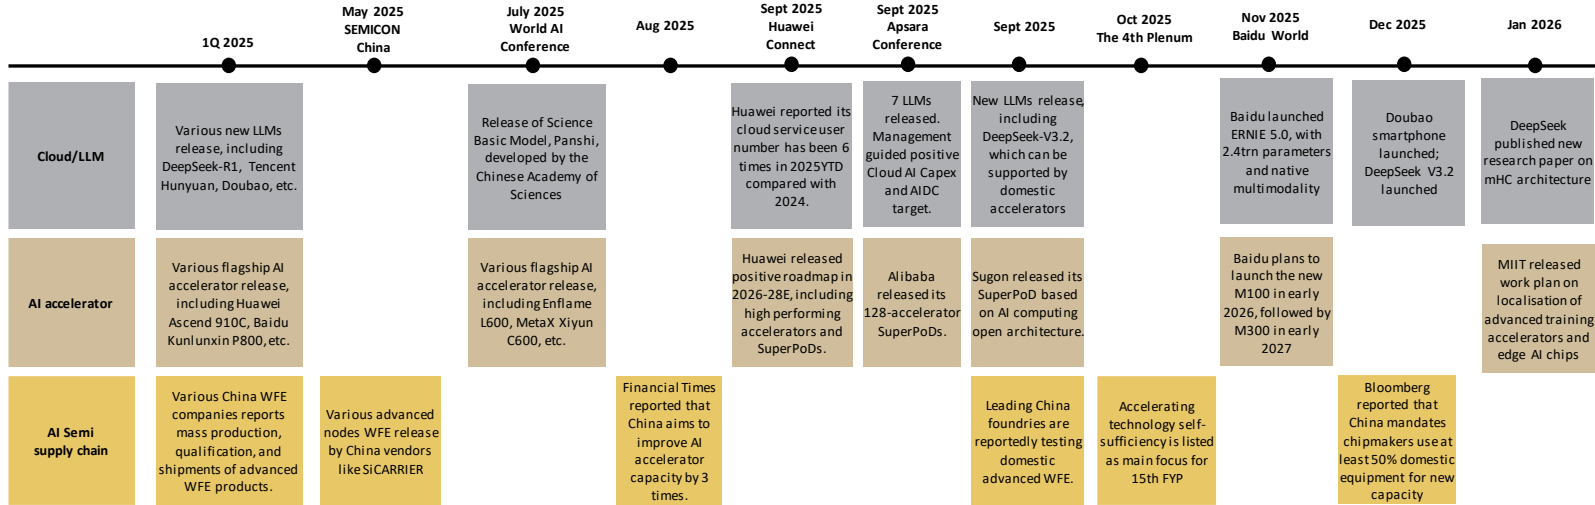 1Q 2025
May 2025
SEMICON
China
July 2025
World AI
Conference
Aug 2025
Sept 2025
Huawei
Connect
Sept 2025
Apsara
Conference
Sept 2025
Oct 2025
The 4th Plenum
Nov 2025
Baidu World
Dec 2025
Jan 2026
Cloud/LLM
Various new LLMs
release, including
DeepSeek-R1, Tencent
Hunyuan, Doubao, etc.
Release of Science
Basic Model, Panshi,
developed by the
Chinese Academy of
Sciences
Huawei reported its
cloud service user
number has been 6
times in 2025YTD
compared with
2024.
7 LLMs
released.
Management
guided positive
Cloud AI Capex
and AIDC
target.
New LLMs release,
including
DeepSeek-V3.2,
which can be
supported by
domestic
accelerators
Baidu launched
ERNIE 5.0, with
2.4trn parameters
and native
multimodality
Doubao
smartphone
launched;
DeepSeek V3.2
launched
DeepSeek
published new
research paper on
mHC architecture
AI accelerator
Various flagship AI
accelerator release,
including Huawei
Ascend 910C, Baidu
Kunlunxin P800, etc.
Various flagship AI
accelerator release,
including Enflame
L600, MetaX Xiyun
C600, etc.
Huawei released
positive roadmap in
2026-28E, including
high performing
accelerators and
SuperPoDs.
Alibaba
released its
128-accelerator
SuperPoDs.
Sugon released its
SuperPoD based
on AI computing
open architecture.
Baidu plans to
launch the new
M100 in early
2026, followed by
M300 in early
2027
MIIT released
work plan on
localisation of
advanced training
accelerators and
edge AI chips
AI Semi
supply chain
Various China WFE
companies reports
mass production,
qualification, and
shipments of advanced
WFE products.
Various advanced
nodes WFE release
by China vendors
like SiCARRIER
Financial Times
reported that
China aims to
improve AI
accelerator
capacity by 3
times.
Leading China
foundries are
reportedly testing
domestic
advanced WFE.
Accelerating
technology self-
sufficiency is listed
as main focus for
15th FYP
Bloomberg
reported that
China mandates
chipmakers use at
least 50% domestic
equipment for new
capacity